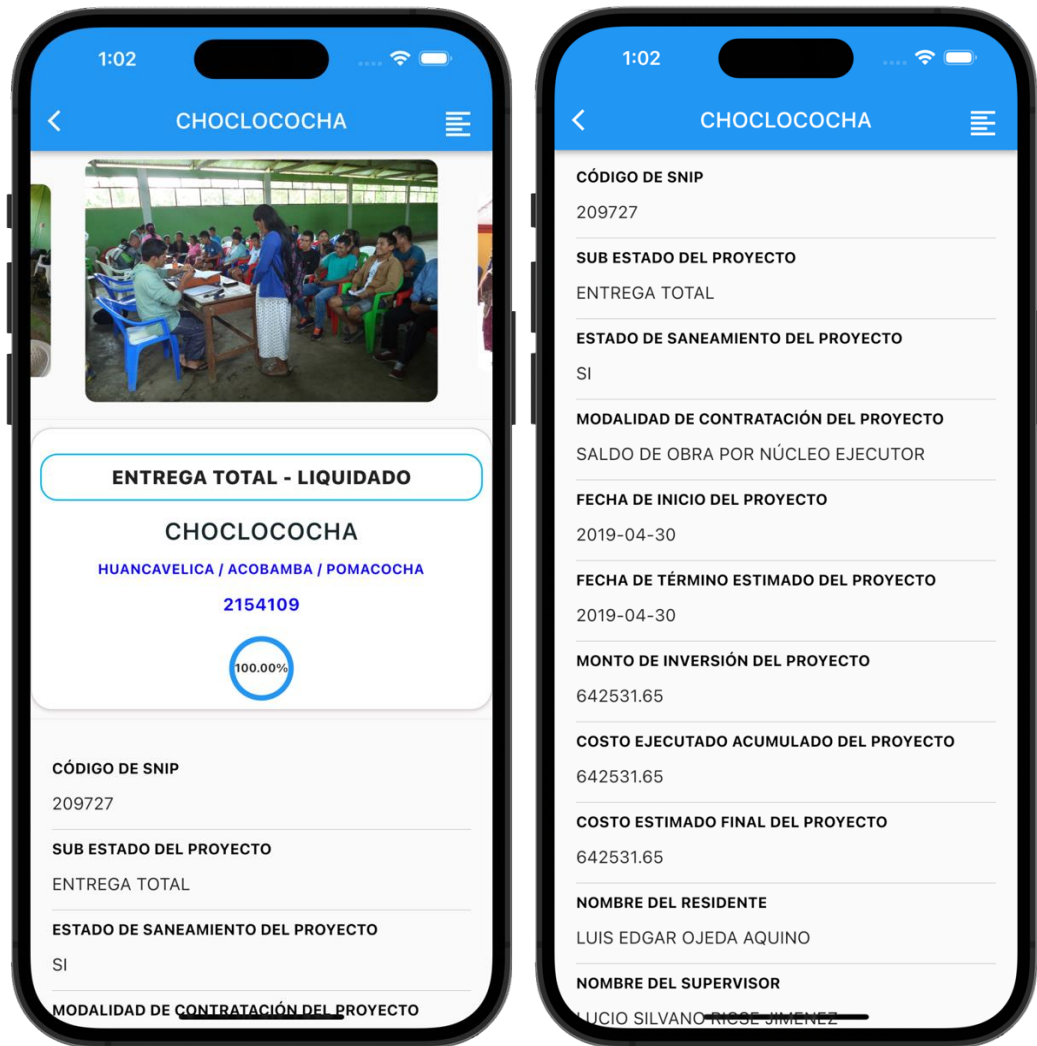 1:02
CHOCLOCOCHA
ENTREGA TOTAL - LIQUIDADO
CHOCLOCOCHA
HUANCAVELICA / ACOBAMBA / POMACOCHA
2154109
100.00%
CÓDIGO DE SNIP
209727
SUB ESTADO DEL PROYECTO
ENTREGA TOTAL
ESTADO DE SANEAMIENTO DEL PROYECTO
SI
MODALIDAD DE CONTRATACIÓN DEL PROYECTO
1:02
CHOCLOCOCHA
CÓDIGO DE SNIP
209727
SUB ESTADO DEL PROYECTO
ENTREGA TOTAL
ESTADO DE SANEAMIENTO DEL PROYECTO
SI
MODALIDAD DE CONTRATACIÓN DEL PROYECTO
SALDO DE OBRA POR NÚCLEO EJECUTOR
FECHA DE INICIO DEL PROYECTO
2019-04-30
FECHA DE TÉRMINO ESTIMADO DEL PROYECTO
2019-04-30
MONTO DE INVERSIÓN DEL PROYECTO
642531.65
COSTO EJECUTADO ACUMULADO DEL PROYECTO
642531.65
COSTO ESTIMADO FINAL DEL PROYECTO
642531.65
NOMBRE DEL RESIDENTE
LUIS EDGAR OJEDA AQUINO
NOMBRE DEL SUPERVISOR
LUCIO SILVANO RICSE JIMENEZ